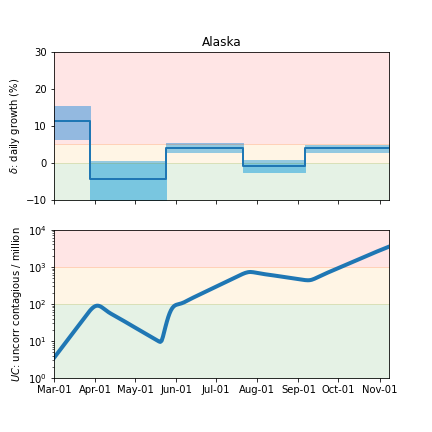 Alaska
30
20
10
0
−10
δ: daily growth (%)
10⁴
10³
10²
10¹
10⁰
UC: uncorr contagious / million
Mar-01 Apr-01 May-01 Jun-01 Jul-01 Aug-01 Sep-01 Oct-01 Nov-01